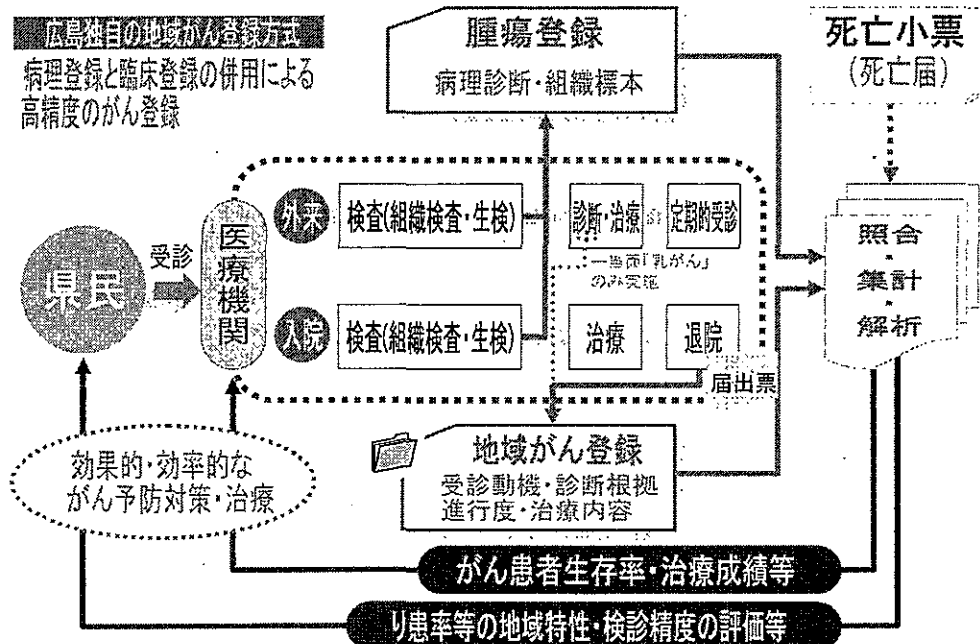 広島独自の地域がん登録方式
病理登録と臨床登録の併用による
高精度のがん登録
腫瘍登録
病理診断・組織標本
死亡小票
(死亡届)
県民
受診
医療機関
外来
検査(組織検査・生検)
診断・治療
定期的受診
一当面『乳がん』
のみ実施
入院
検査(組織検査・生検)
治療
退院
届出票
照合
・
集計
・
解析
地域がん登録
受診動機・診断根拠
進行度・治療内容
効果的・効率的な
がん予防対策・治療
がん患者生存率・治療成績等
り患率等の地域特性・検診精度の評価等